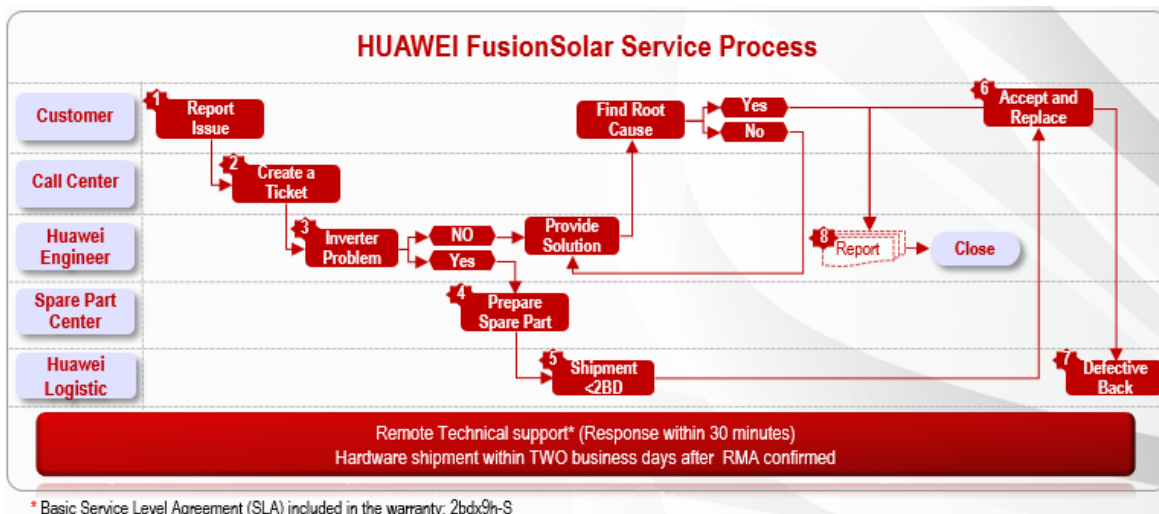 HUAWEI FusionSolar Service Process
Customer
1
Report
Issue
Find Root
Cause
Yes
No
6
Accept and
Replace
Call Center
2
Create a
Ticket
Huawei
Engineer
3
Inverter
Problem
NO
Yes
Provide
Solution
8
Report
Close
Spare Part
Center
4
Prepare
Spare Part
Huawei
Logistic
5
Shipment
<2BD
7
Defective
Back
Remote Technical support* (Response within 30 minutes)
Hardware shipment within TWO business days after RMA confirmed
* Basic Service Level Agreement (SLA) included in the warranty: 2bdx9h-S